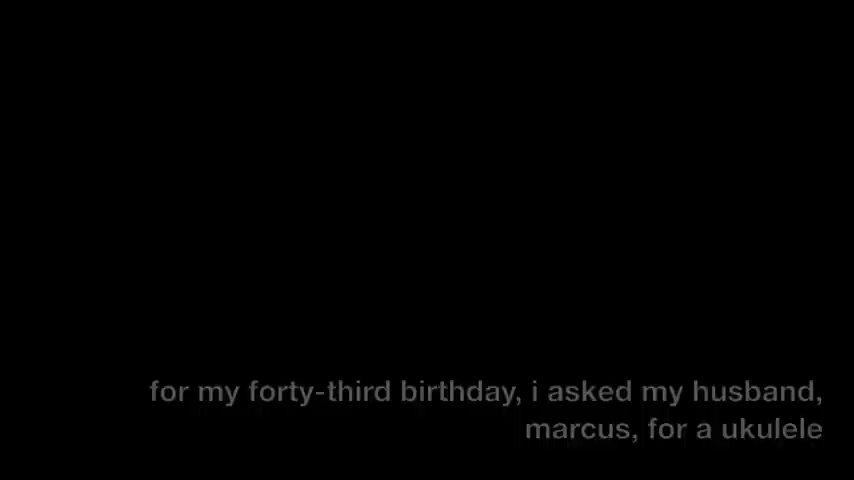 for my forty-third birthday, i asked my husband,
marcus, for a ukulele